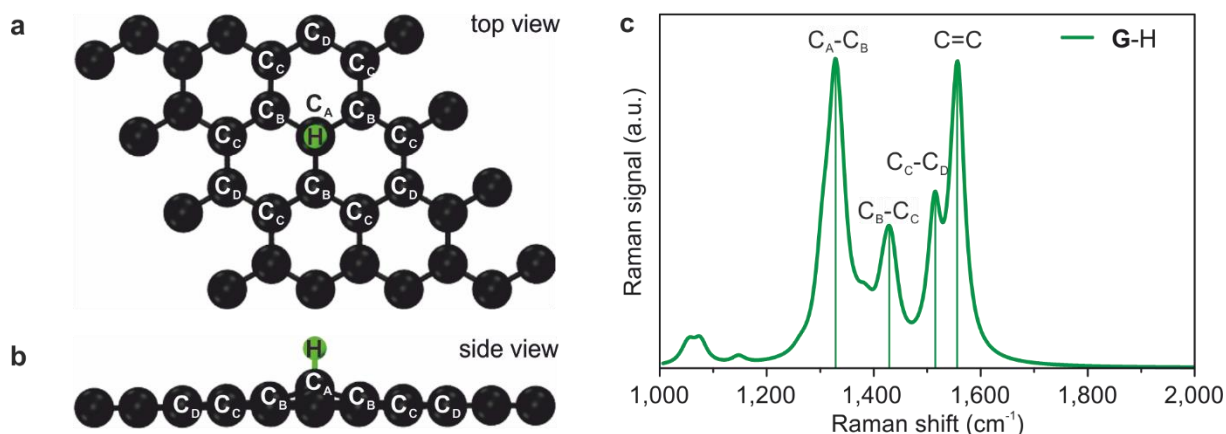 a top view
C_D
C_C C_C
C_A
C_B C_B
C_C H C_C
C_D C_B C_D
C_C C_C
b side view
H
C_A
C_D C_C C_B C_B C_C C_D
c
C_A-C_B C=C G-H
C_C-C_D
C_B-C_C
Raman signal (a.u.)
1,000 1,200 1,400 1,600 1,800 2,000
Raman shift (cm⁻¹)